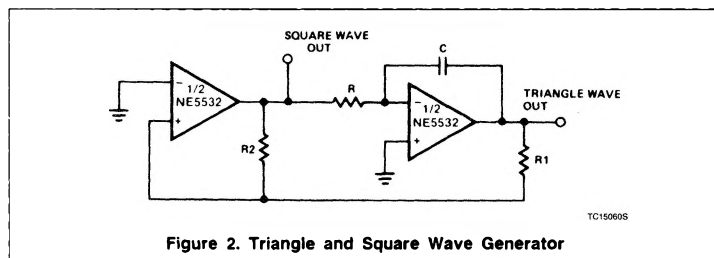 SQUARE WAVE
OUT
C
R
TRIANGLE WAVE
OUT
−
1/2
NE5532
+
−
1/2
NE5532
+
R2
R1
TC15060S
Figure 2. Triangle and Square Wave Generator